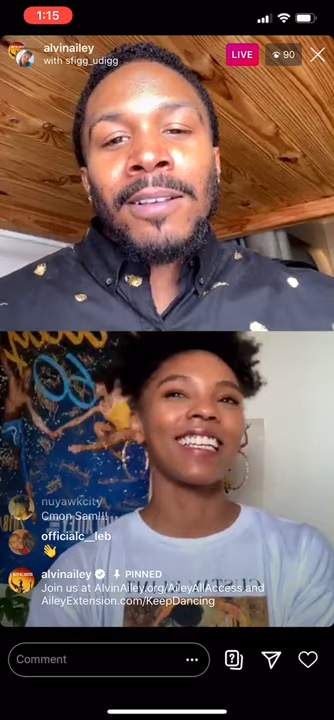 1:15
alvinailey
with sfigg_udigg
LIVE
90
nuyawkcity
Cmon Sam!!!
officialc__leb
👋
alvinailey PINNED
Join us at AlvinAiley.org/AileyAllAccess and
AileyExtension.com/KeepDancing
Comment